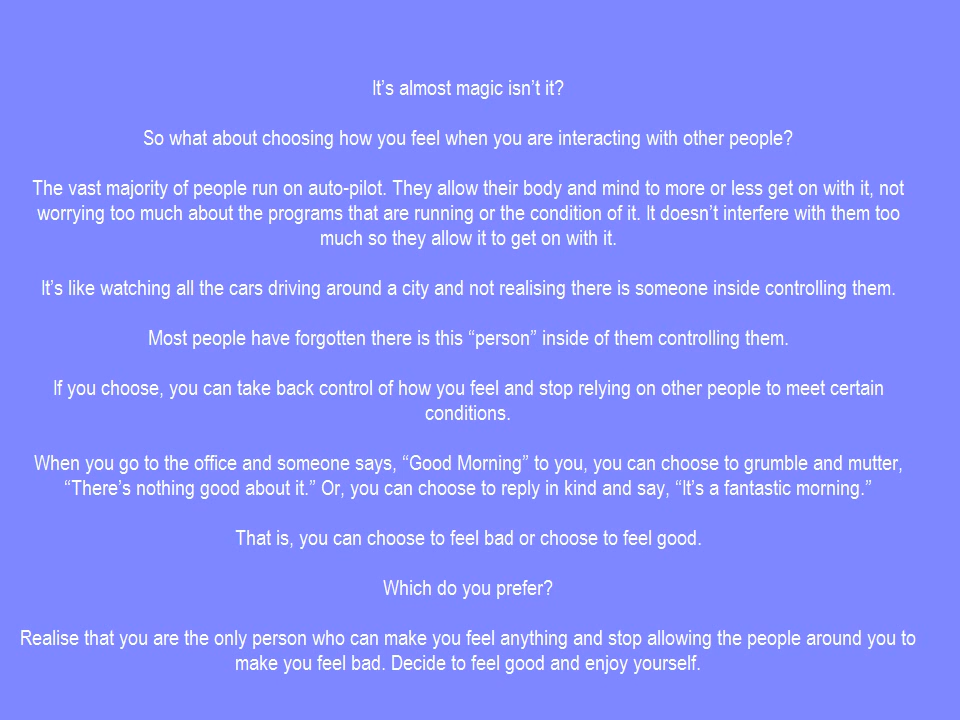 It’s almost magic isn’t it?
So what about choosing how you feel when you are interacting with other people?
The vast majority of people run on auto-pilot. They allow their body and mind to more or less get on with it, not
worrying too much about the programs that are running or the condition of it. It doesn’t interfere with them too
much so they allow it to get on with it.
It’s like watching all the cars driving around a city and not realising there is someone inside controlling them.
Most people have forgotten there is this “person” inside of them controlling them.
If you choose, you can take back control of how you feel and stop relying on other people to meet certain
conditions.
When you go to the office and someone says, “Good Morning” to you, you can choose to grumble and mutter,
“There’s nothing good about it.” Or, you can choose to reply in kind and say, “It’s a fantastic morning.”
That is, you can choose to feel bad or choose to feel good.
Which do you prefer?
Realise that you are the only person who can make you feel anything and stop allowing the people around you to
make you feel bad. Decide to feel good and enjoy yourself.